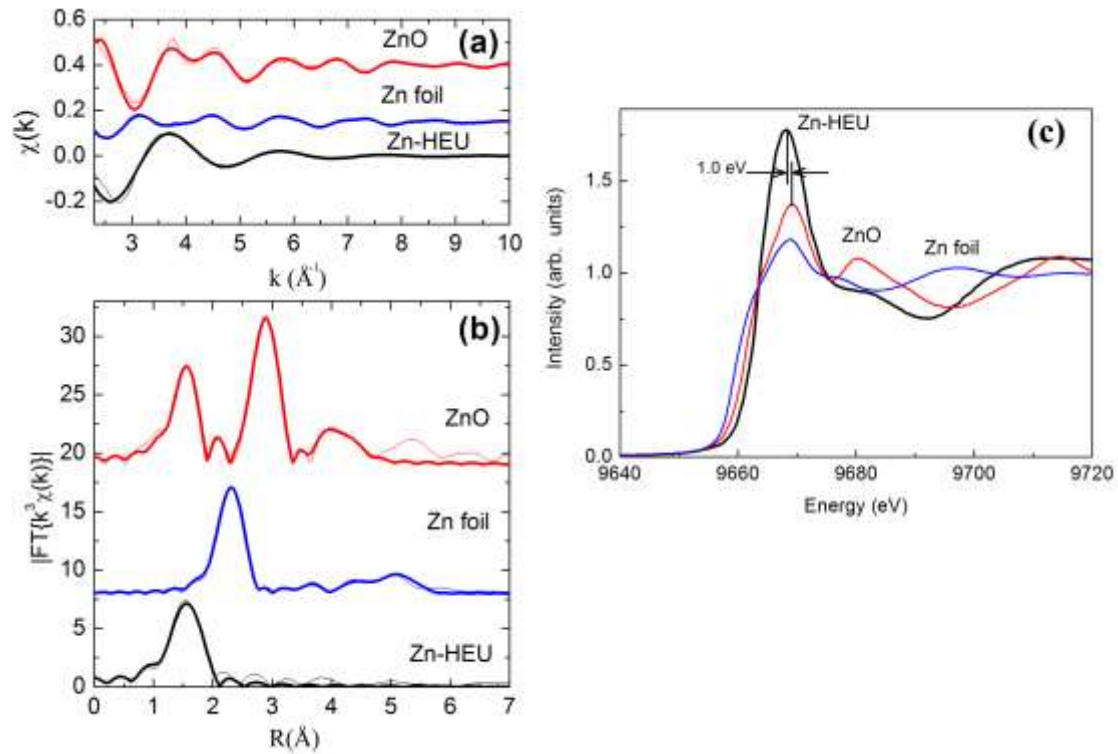 0.6
0.4
0.2
0.0
-0.2
χ(k)
ZnO
(a)
Zn foil
Zn-HEU
3 4 5 6 7 8 9 10
k (Å⁻¹)
30
25
20
15
10
5
0
|FT{k³χ(k)}|
(b)
ZnO
Zn foil
Zn-HEU
0 1 2 3 4 5 6 7
R(Å)
Zn-HEU
(c)
1.0 eV
ZnO
Zn foil
1.5
1.0
0.5
0.0
Intensity (arb. units)
9640 9660 9680 9700 9720
Energy (eV)